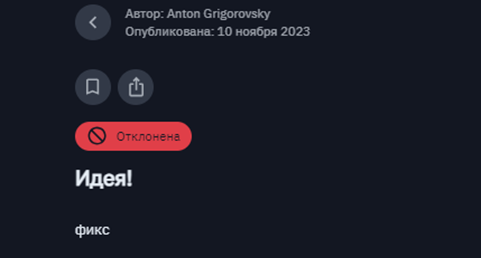 Автор: Anton Grigorovsky
Опубликована: 10 ноября 2023
Отклонена
Идея!
фикс